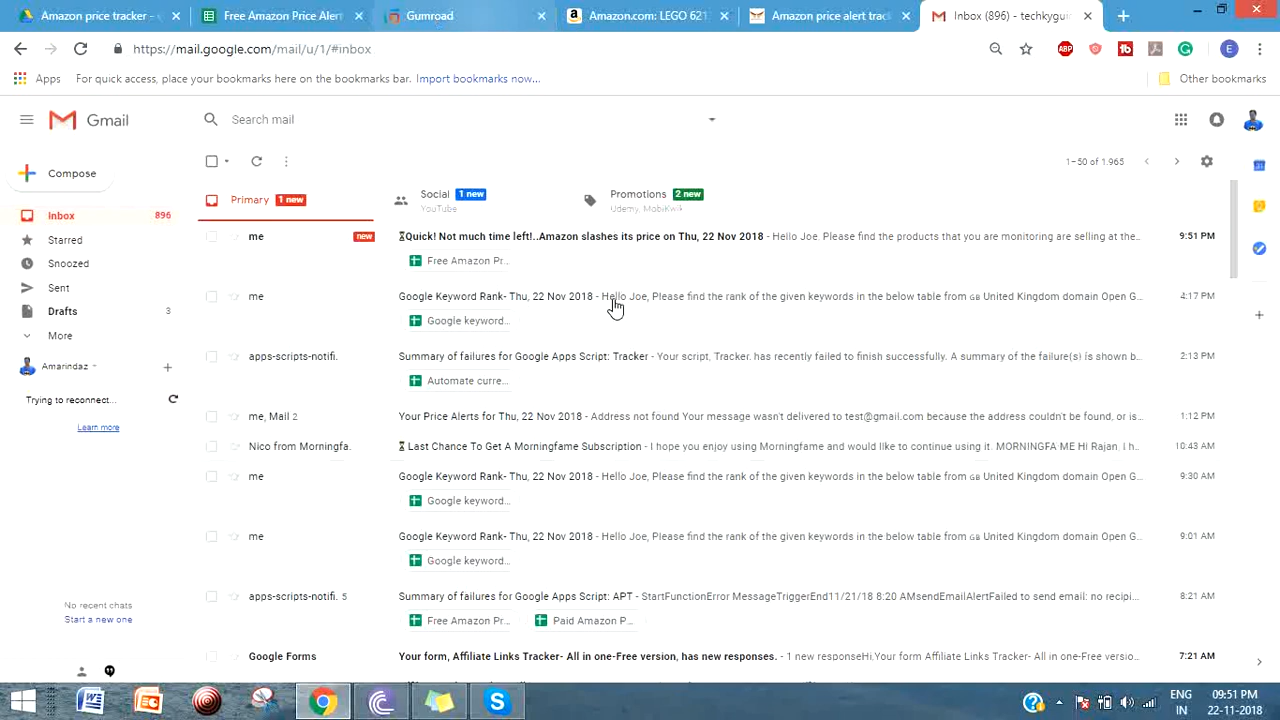 Amazon price tracker - 
Free Amazon Price Alert
Gumroad
Amazon.com: LEGO 621
Amazon price alert track
Inbox (896) - techkygur
https://mail.google.com/mail/u/1/#inbox
ABP
E
Apps
For quick access, place your bookmarks here on the bookmarks bar.
Import bookmarks now...
Other bookmarks
Gmail
Search mail
Compose
1–50 of 1,965
Inbox 896
Starred
Snoozed
Sent
Drafts 3
More
Amarindaz
Trying to reconnect...
Learn more
No recent chats
Start a new one
Primary 1 new
Social 1 new
YouTube
Promotions 2 new
Udemy, MobiKwik
me new ⌛Quick! Not much time left!..Amazon slashes its price on Thu, 22 Nov 2018 - Hello Joe, Please find the products that you are monitoring are selling at the... 9:51 PM
Free Amazon Pr...
me Google Keyword Rank- Thu, 22 Nov 2018 - Hello Joe, Please find the rank of the given keywords in the below table from GB United Kingdom domain Open G... 4:17 PM
Google keyword...
apps-scripts-notifi. Summary of failures for Google Apps Script: Tracker - Your script, Tracker, has recently failed to finish successfully. A summary of the failure(s) is shown b... 2:13 PM
Automate curre...
me, Mail 2 Your Price Alerts for Thu, 22 Nov 2018 - Address not found Your message wasn't delivered to test@gmail.com because the address couldn't be found, or is... 1:12 PM
Nico from Morningfa. ⌛ Last Chance To Get A Morningfame Subscription - I hope you enjoy using Morningfame and would like to continue using it. MORNINGFA ME Hi Rajan, I h... 10:43 AM
me Google Keyword Rank- Thu, 22 Nov 2018 - Hello Joe, Please find the rank of the given keywords in the below table from GB United Kingdom domain Open G... 9:30 AM
Google keyword...
me Google Keyword Rank- Thu, 22 Nov 2018 - Hello Joe, Please find the rank of the given keywords in the below table from GB United Kingdom domain Open G... 9:01 AM
Google keyword...
apps-scripts-notifi. 5 Summary of failures for Google Apps Script: APT - StartFunctionError MessageTriggerEnd11/21/18 8:20 AMsendEmailAlertFailed to send email: no recipi... 8:21 AM
Free Amazon Pr...
Paid Amazon P...
Google Forms Your form, Affiliate Links Tracker- All in one-Free version, has new responses. - 1 new responseHi,Your form Affiliate Links Tracker- All in one-Free versio... 7:21 AM
ENG
IN
09:51 PM
22-11-2018